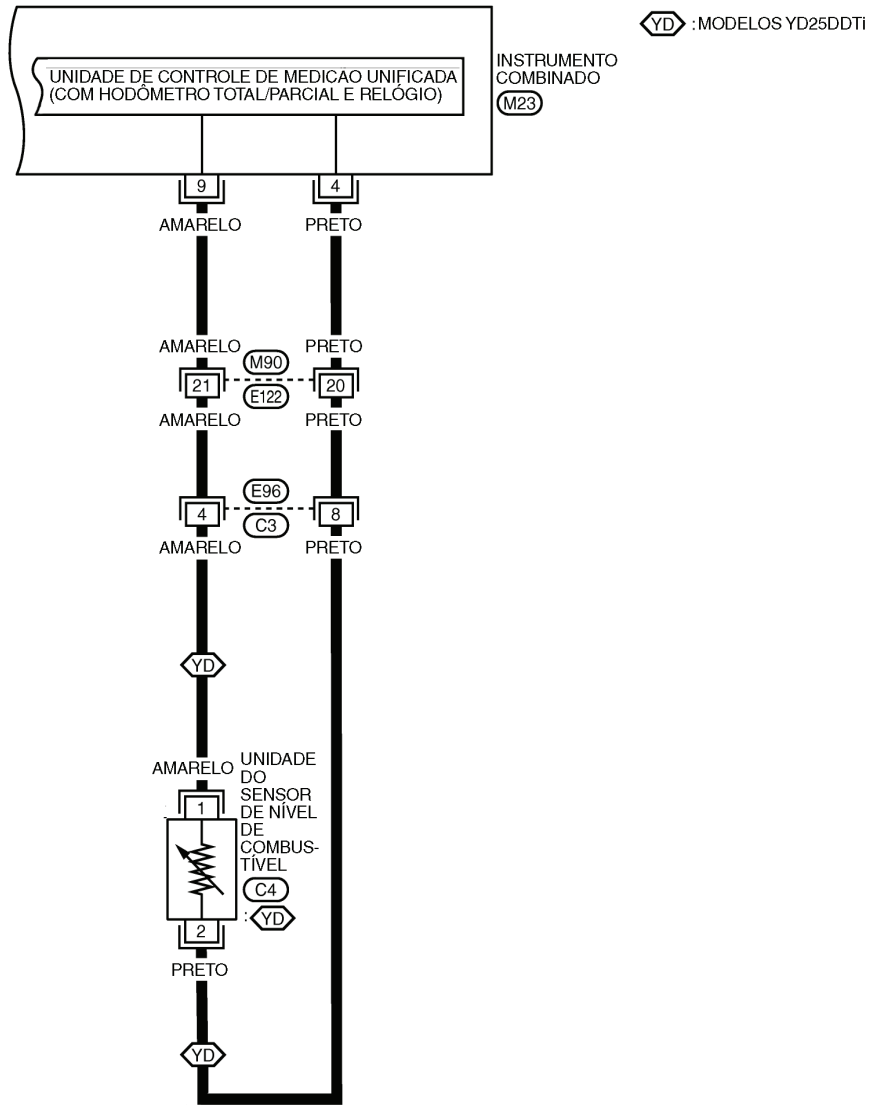 YD : MODELOS YD25DDTi
UNIDADE DE CONTROLE DE MEDICAO UNIFICADA
(COM HODÔMETRO TOTAL/PARCIAL E RELÓGIO)
INSTRUMENTO
COMBINADO
M23
9 4
AMARELO PRETO
AMARELO PRETO
M90
21 20
E122
AMARELO PRETO
E96
4 8
C3
AMARELO PRETO
YD
AMARELO
UNIDADE
DO
SENSOR
DE NÍVEL
DE
COMBUS-
TÍVEL
1
C4
: YD
2
PRETO
YD